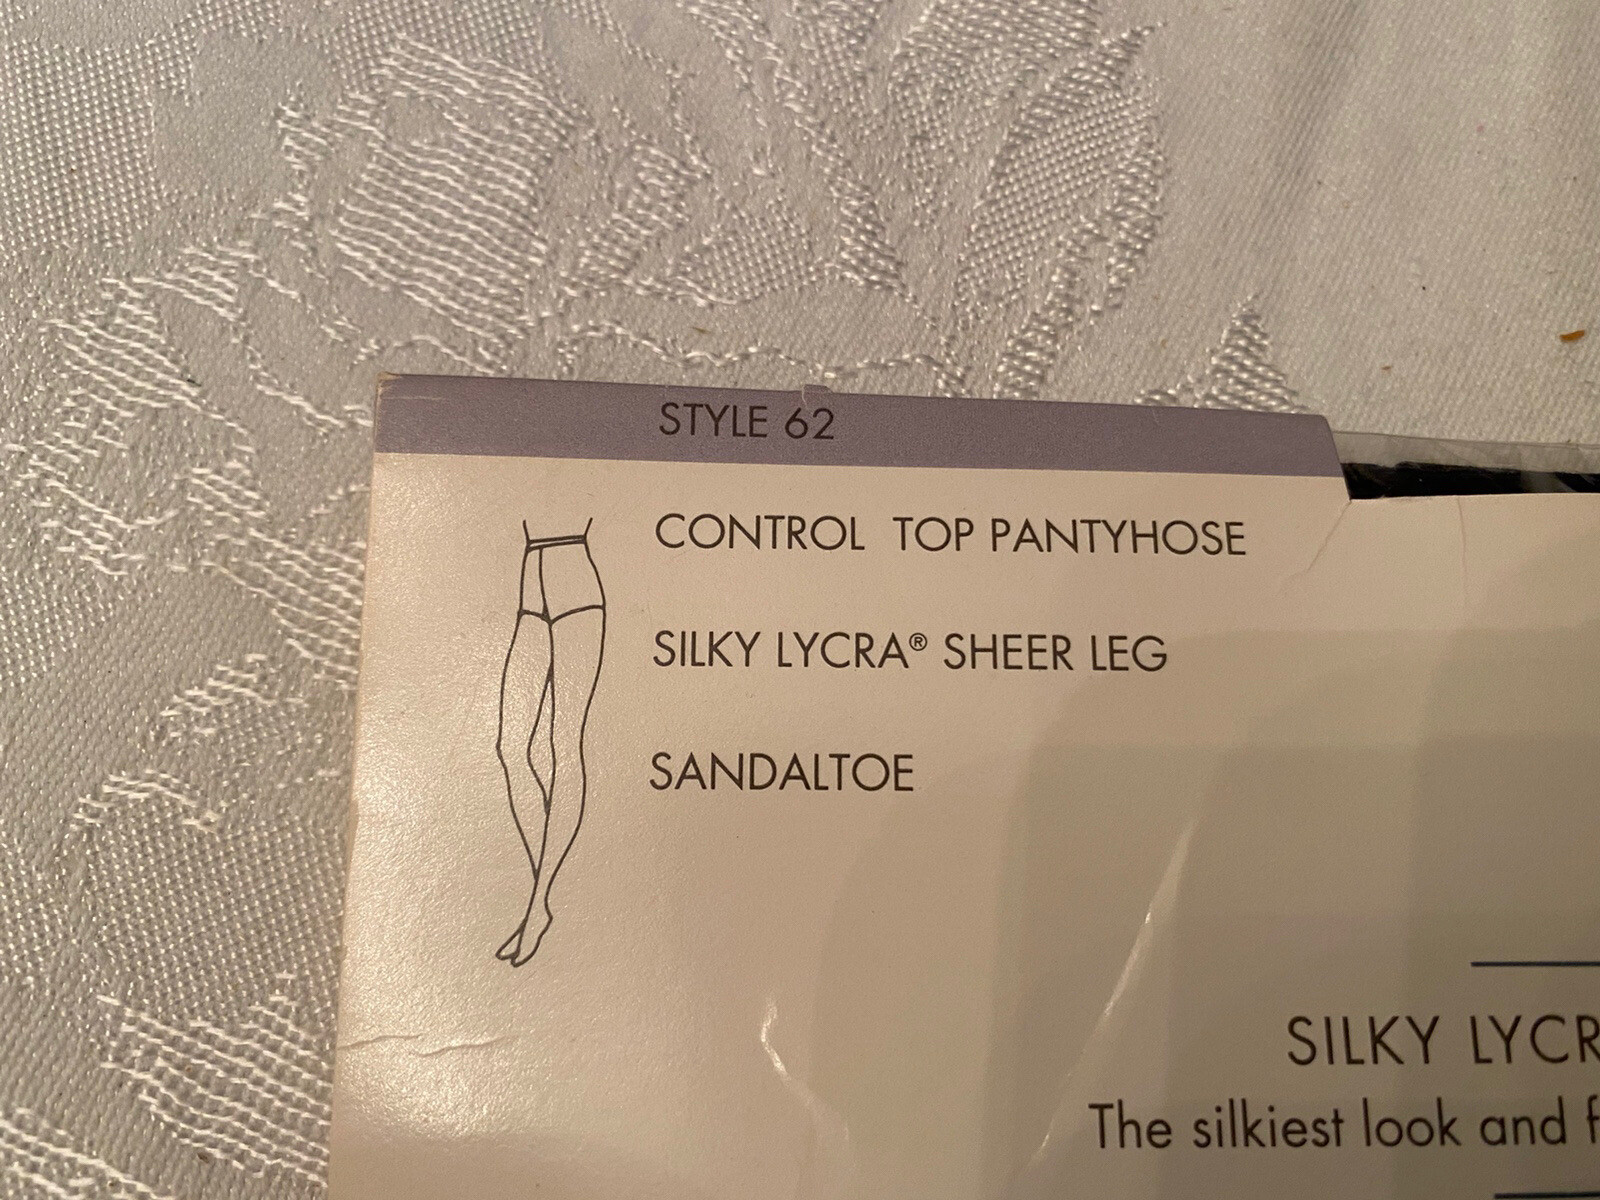 STYLE 62
CONTROL TOP PANTYHOSE
SILKY LYCRA® SHEER LEG
SANDALTOE
SILKY LYCR
The silkiest look and f